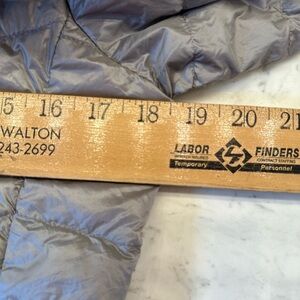 15 16 17 18 19 20 21
WALTON
243-2699
LABOR FINDERS
Temporary Personnel